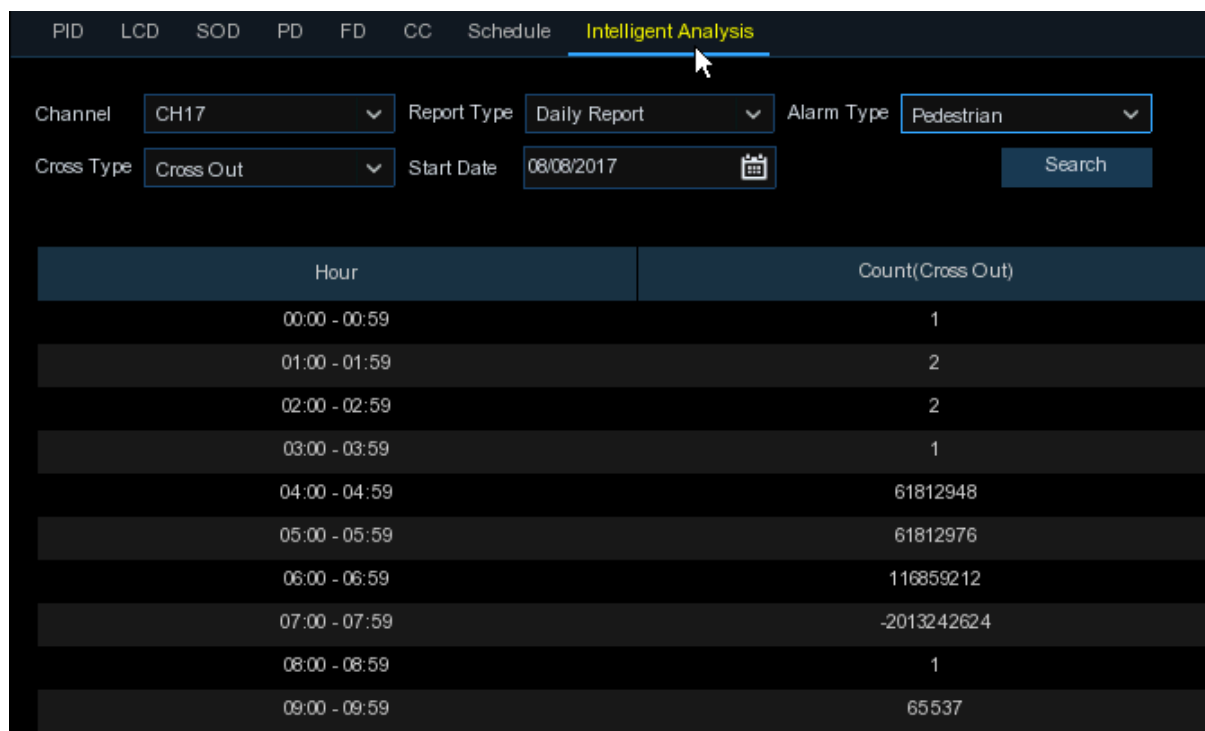 PID LCD SOD PD FD CC Schedule Intelligent Analysis
Channel CH17 Report Type Daily Report Alarm Type Pedestrian
Cross Type Cross Out Start Date 08/08/2017 Search
Hour Count(Cross Out)
00:00 - 00:59 1
01:00 - 01:59 2
02:00 - 02:59 2
03:00 - 03:59 1
04:00 - 04:59 61812948
05:00 - 05:59 61812976
06:00 - 06:59 116859212
07:00 - 07:59 -2013242624
08:00 - 08:59 1
09:00 - 09:59 65537